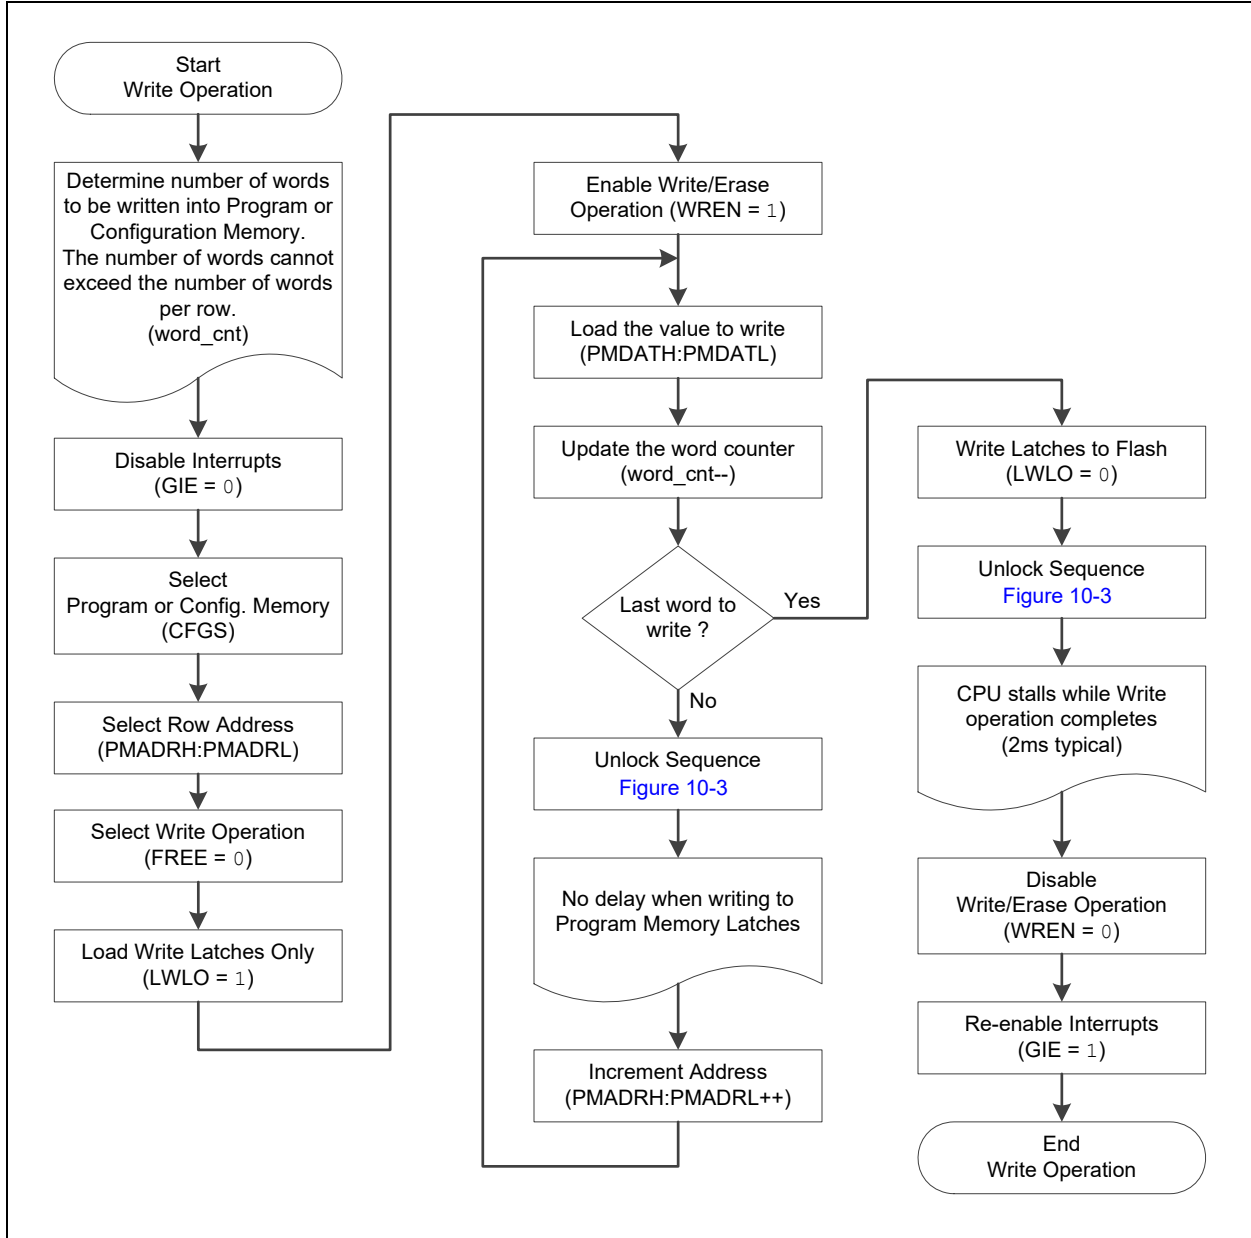 Start
Write Operation
Determine number of words
to be written into Program or
Configuration Memory.
The number of words cannot
exceed the number of words
per row.
(word_cnt)
Disable Interrupts
(GIE = 0)
Select
Program or Config. Memory
(CFGS)
Select Row Address
(PMADRH:PMADRL)
Select Write Operation
(FREE = 0)
Load Write Latches Only
(LWLO = 1)
Enable Write/Erase
Operation (WREN = 1)
Load the value to write
(PMDATH:PMDATL)
Update the word counter
(word_cnt--)
Last word to
write ?
Yes
No
Unlock Sequence
Figure 10-3
No delay when writing to
Program Memory Latches
Increment Address
(PMADRH:PMADRL++)
Write Latches to Flash
(LWLO = 0)
Unlock Sequence
Figure 10-3
CPU stalls while Write
operation completes
(2ms typical)
Disable
Write/Erase Operation
(WREN = 0)
Re-enable Interrupts
(GIE = 1)
End
Write Operation